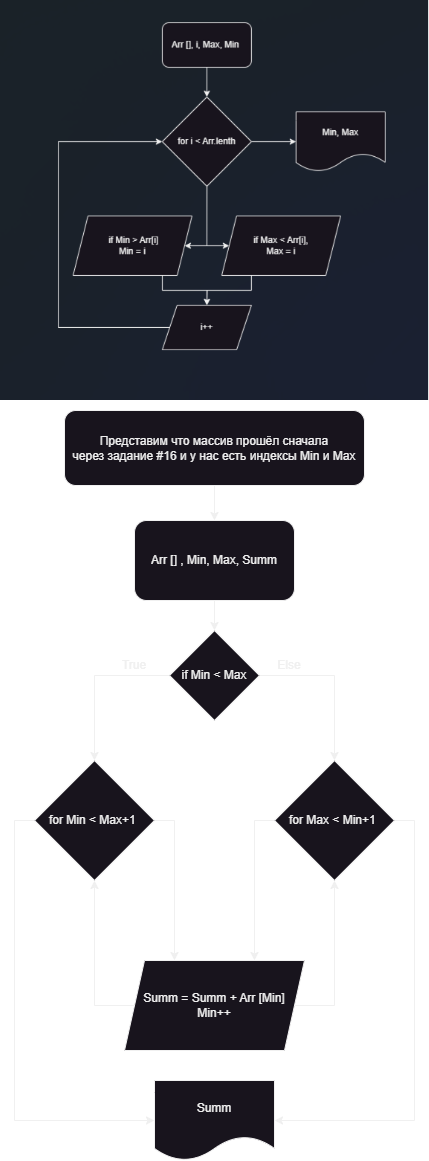 Arr [], i, Max, Min
for i < Arr.lenth
Min, Max
if Min > Arr[i]
Min = i
if Max < Arr[i],
Max = i
i++
Представим что массив прошёл сначала
через задание #16 и у нас есть индексы Min и Max
Arr [] , Min, Max, Summ
True
if Min < Max
Else
for Min < Max+1
for Max < Min+1
Summ = Summ + Arr [Min]
Min++
Summ